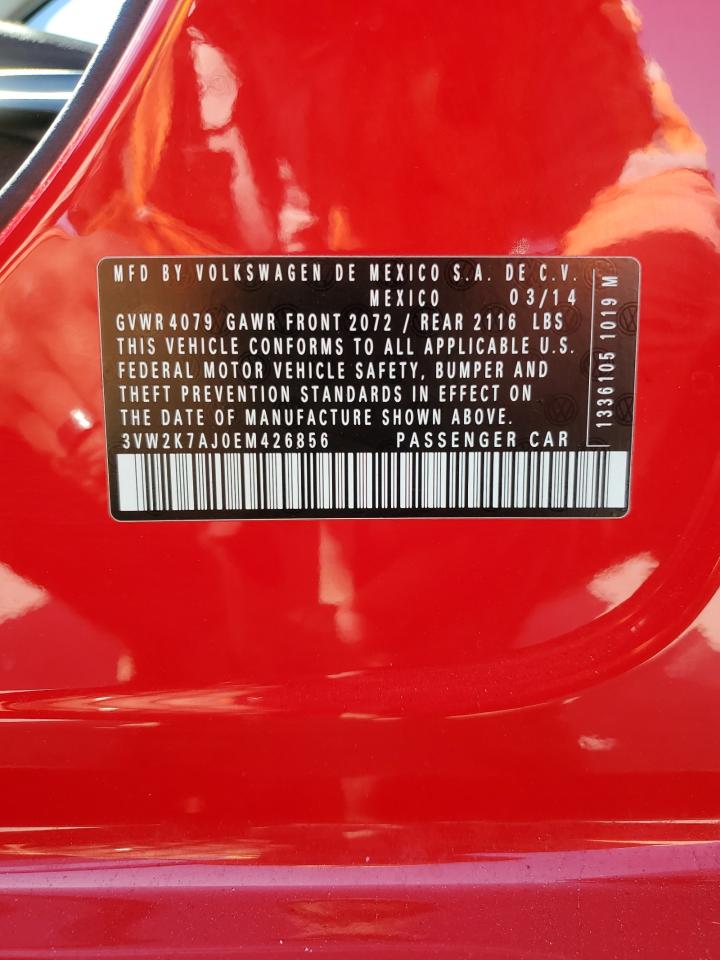 MFD BY VOLKSWAGEN DE MEXICO S.A. DE C.V.
MEXICO 03/14
GVWR 4079 GAWR FRONT 2072 / REAR 2116 LBS
THIS VEHICLE CONFORMS TO ALL APPLICABLE U.S.
FEDERAL MOTOR VEHICLE SAFETY, BUMPER AND
THEFT PREVENTION STANDARDS IN EFFECT ON
THE DATE OF MANUFACTURE SHOWN ABOVE.
3VW2K7AJ0EM426856 PASSENGER CAR
1336105 1019 M